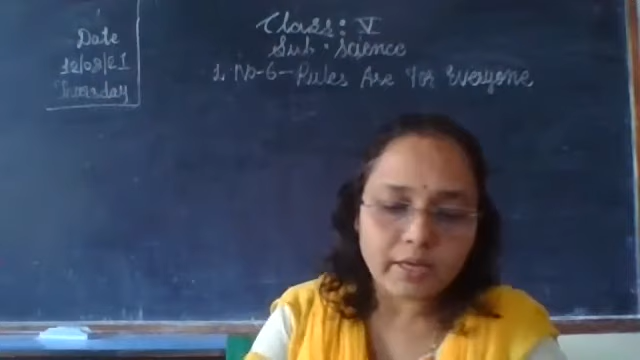 Date
12/08/21
Thursday
Class: V
Sub: Science
L No-6-Rules Are For Everyone